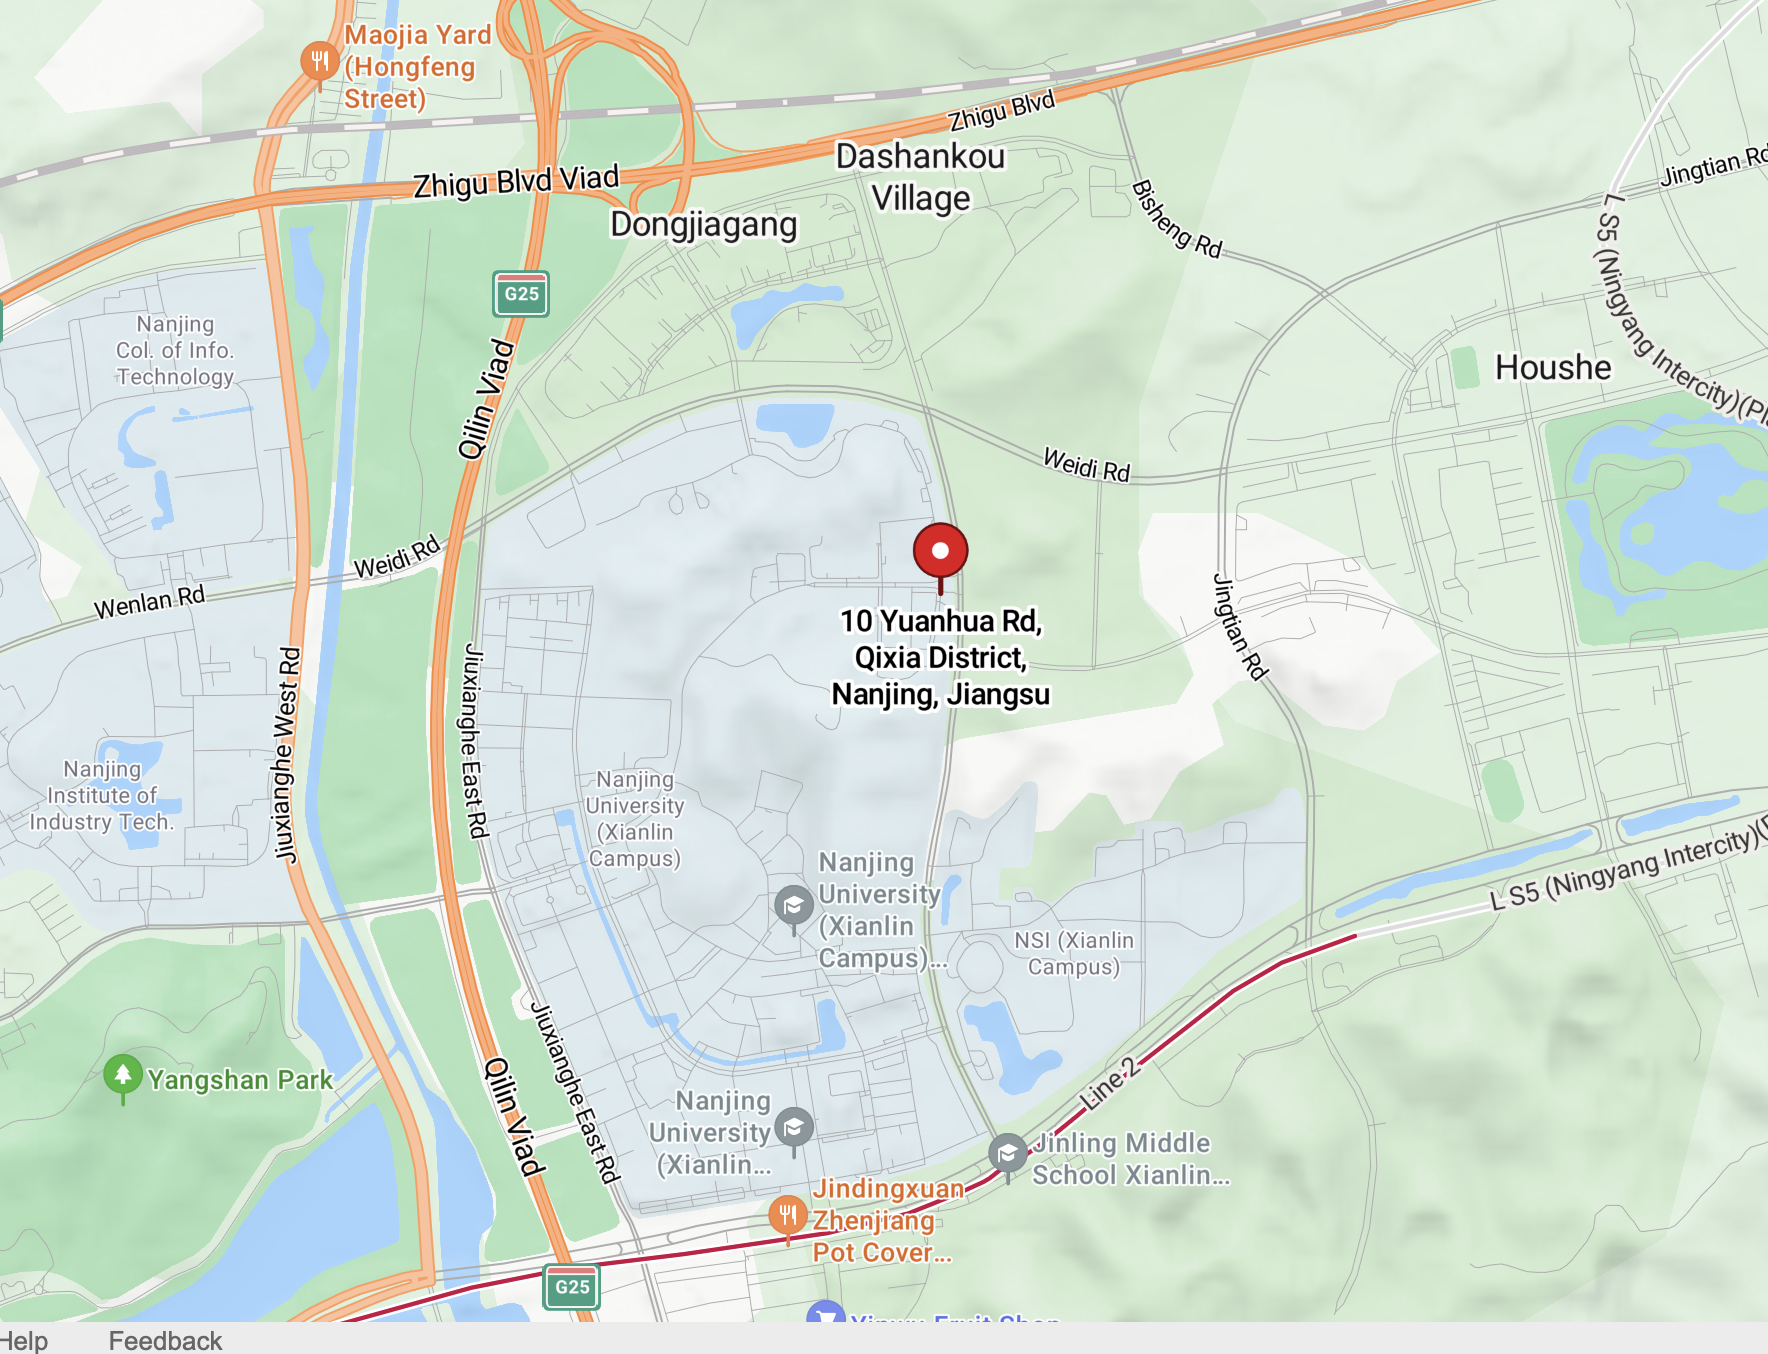 Maojia Yard
(Hongfeng
Street)
Zhigu Blvd
Zhigu Blvd Viad
Dashankou
Village
Dongjiagang
Bisheng Rd
Jingtian Rd
L S5 (Ningyang Intercity)
G25
Nanjing
Col. of Info.
Technology
Qilin Viad
Houshe
Weidi Rd
Weidi Rd
Wenlan Rd
10 Yuanhua Rd,
Qixia District,
Nanjing, Jiangsu
Jingtian Rd
Jiuxianghe West Rd
Jiuxianghe East Rd
Nanjing
Institute of
Industry Tech.
Nanjing
University
(Xianlin
Campus)
Nanjing
University
(Xianlin
Campus)...
L S5 (Ningyang Intercity)
NSI (Xianlin
Campus)
Yangshan Park
Qilin Viad
Jiuxianghe East Rd
Line 2
Nanjing
University
(Xianlin...
Jinling Middle
School Xianlin...
Jindingxuan
Zhenjiang
Pot Cover...
G25
Help
Feedback